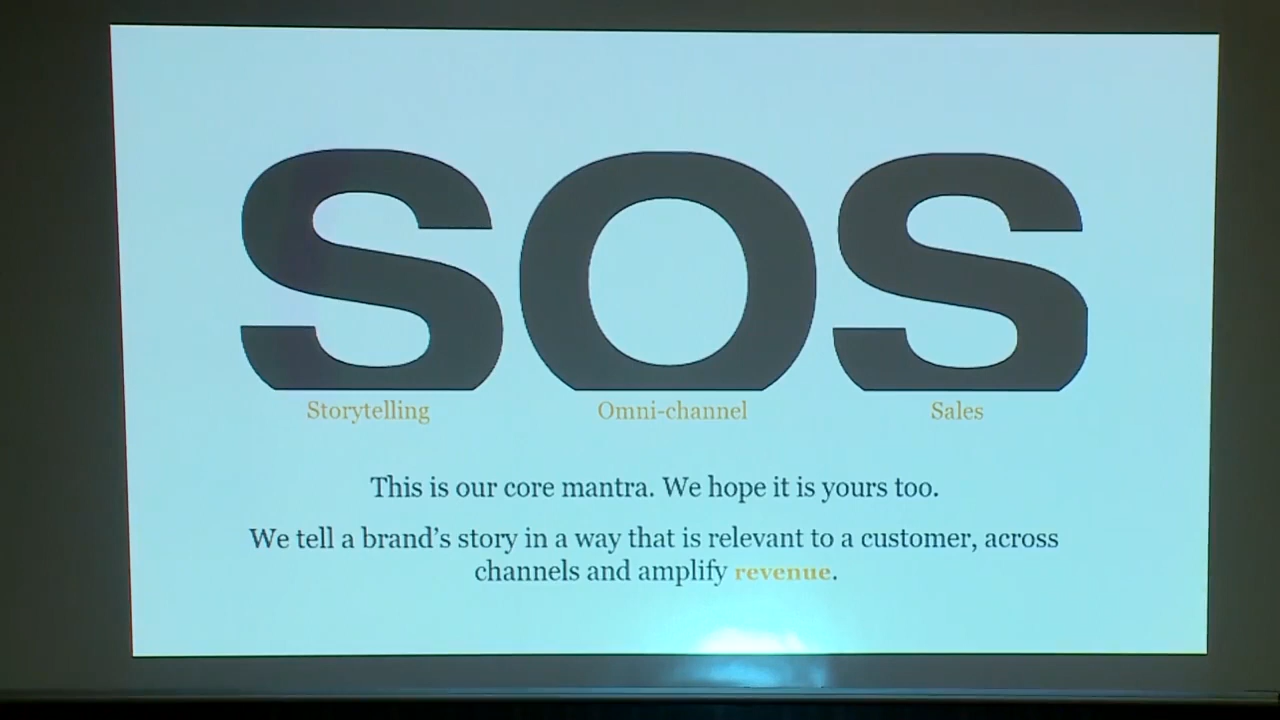 SOS
Storytelling Omni-channel Sales
This is our core mantra. We hope it is yours too.
We tell a brand's story in a way that is relevant to a customer, across
channels and amplify revenue.